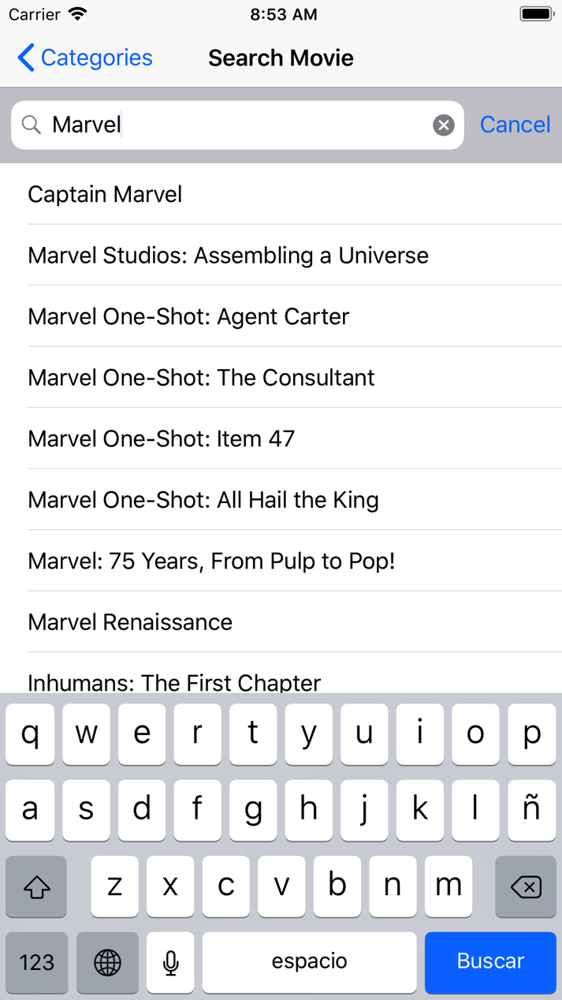 Carrier 8:53 AM
Categories Search Movie
Marvel Cancel
Captain Marvel
Marvel Studios: Assembling a Universe
Marvel One-Shot: Agent Carter
Marvel One-Shot: The Consultant
Marvel One-Shot: Item 47
Marvel One-Shot: All Hail the King
Marvel: 75 Years, From Pulp to Pop!
Marvel Renaissance
Inhumans: The First Chapter
q w e r t y u i o p
a s d f g h j k l ñ
z x c v b n m
123 espacio Buscar